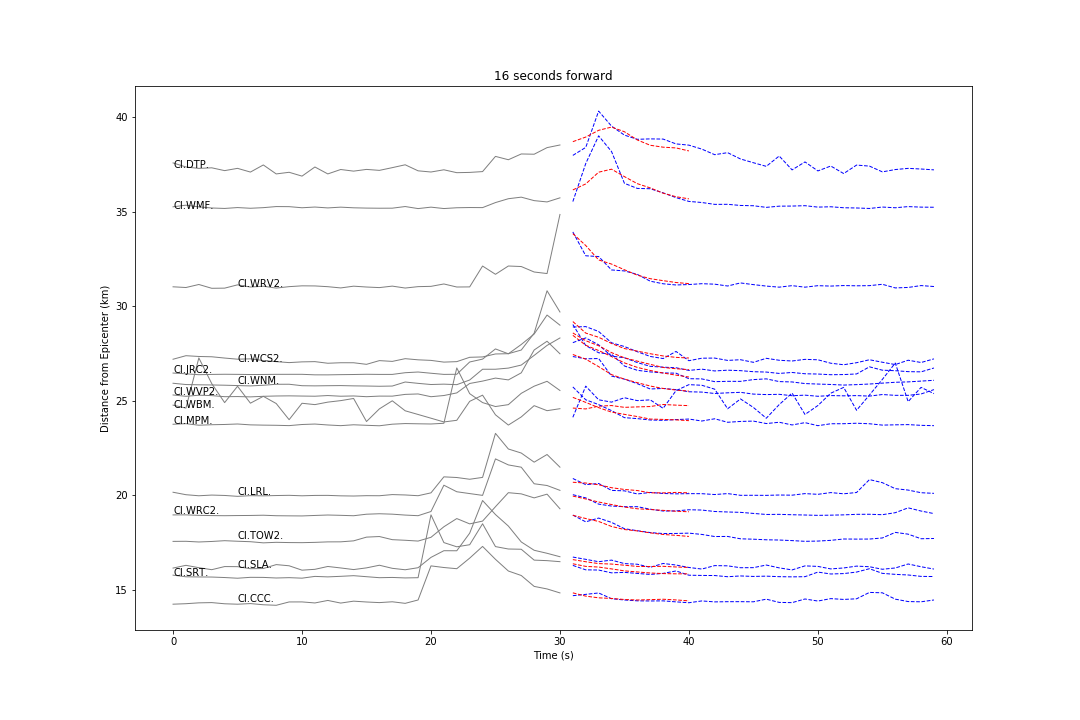 16 seconds forward
Distance from Epicenter (km)
40
35
30
25
20
15
CI.DTP.
CI.WMF.
CI.WRV2.
CI.WCS2.
CI.JRC2.
CI.WNM.
CI.WVP2.
CI.WBM.
CI.MPM.
CI.LRL.
CI.WRC2.
CI.TOW2.
CI.SLA.
CI.SRT.
CI.CCC.
0 10 20 30 40 50 60
Time (s)